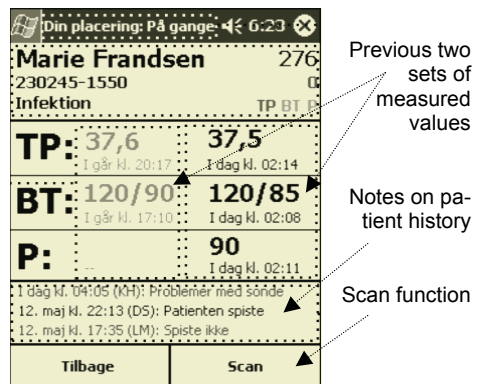 Din placering: På gange 6:23
Marie Frandsen 276
230245-1550
Infektion TP BT P
TP: 37,6 37,5
I går kl. 20:17 I dag kl. 02:14
BT: 120/90 120/85
I går kl. 17:10 I dag kl. 02:08
P: -- 90
I dag kl. 02:11
I dag kl. 04:05 (KH): Problemer med sonde
12. maj kl. 22:13 (DS): Patienten spiste
12. maj kl. 17:35 (LM): Spiste ikke
Tilbage Scan
Previous two
sets of
measured
values
Notes on pa-
tient history
Scan function